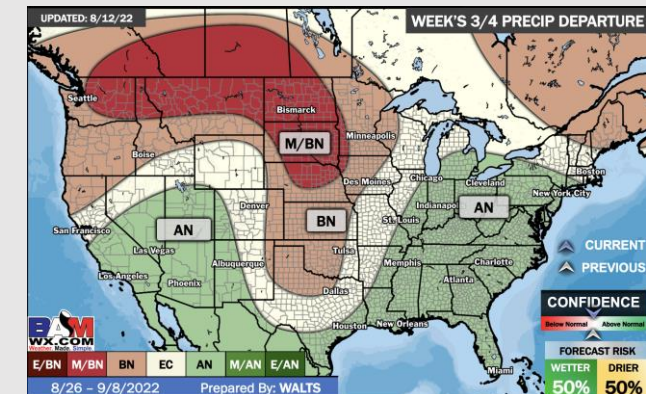 UPDATED: 8/12/22
WEEK'S 3/4 PRECIP DEPARTURE
Seattle
Bismarck
M/BN
Minneapolis
Boise
Boston
Des Moines
Chicago
Cleveland
New York City
San Francisco
AN
Denver
BN
St. Louis
Indianapol
AN
Las Vegas
Tulsa
CURRENT
PREVIOUS
Los Angeles
Phoenix
Albuquerque
Memphis
Charlotte
Atlanta
Dallas
Houston
New Orleans
Miami
CONFIDENCE
Below Normal
Above Normal
FORECAST RISK
WETTER
DRIER
50%
50%
BAM
WX.COM
Weather. Made. Simple.
E/BN M/BN BN EC AN M/AN E/AN
8/26 – 9/8/2022 Prepared By: WALTS